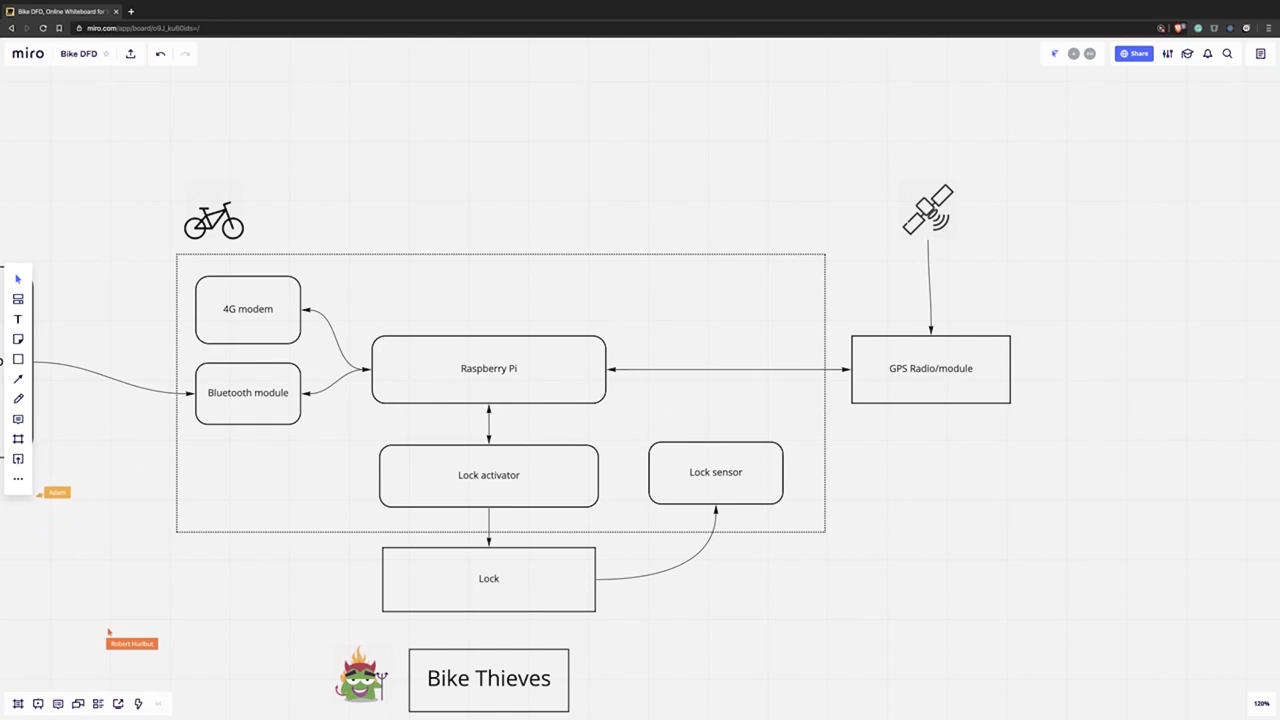 Bike DFD, Online Whiteboard for
miro.com/app/board/o9J_ku60ids=/
miro
Bike DFD
Share
4G modem
Bluetooth module
Raspberry Pi
GPS Radio/module
Lock activator
Lock sensor
Lock
Adam
Robert Hurlbut
Bike Thieves
120%